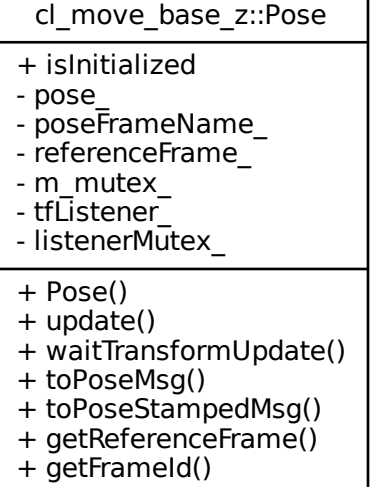 cl_move_base_z::Pose
+ isInitialized
- pose_
- poseFrameName_
- referenceFrame_
- m_mutex_
- tfListener_
- listenerMutex_
+ Pose()
+ update()
+ waitTransformUpdate()
+ toPoseMsg()
+ toPoseStampedMsg()
+ getReferenceFrame()
+ getFrameId()